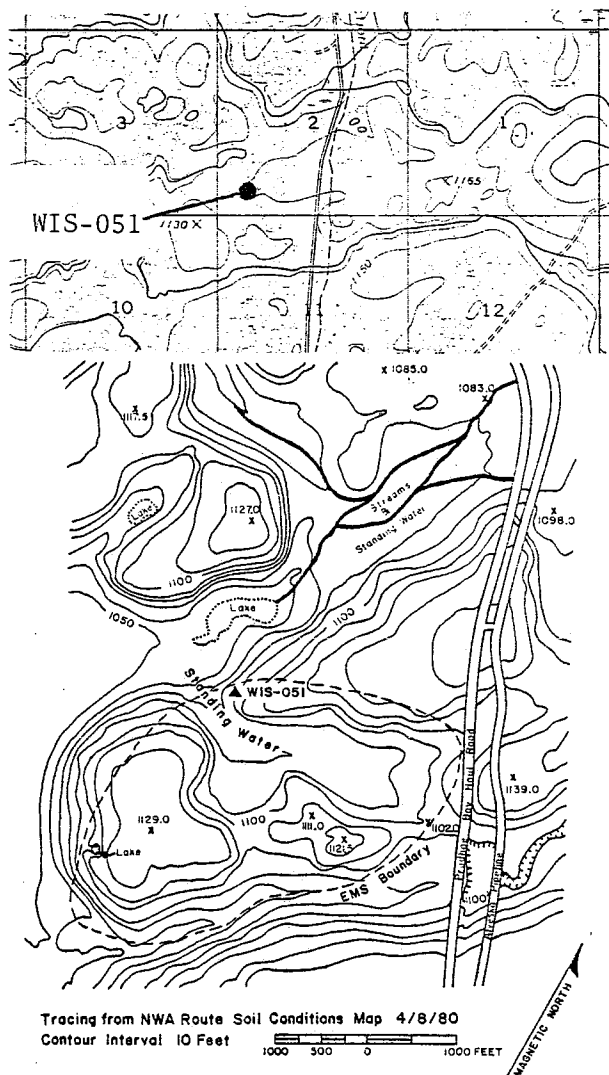 3
2
1
1155
WIS-051
1130
1150
10
11
12
1085.0
1083.0
1117.5
Streams
&
Standing Water
1127.0
Lake
1098.0
1100
1050
Lake
1100
WIS-051
Standing Water
Prudhoe Bay Haul Road
Alyeska Pipeline
1139.0
1129.0
1100
1111.0
1121.5
1102.0
Lake
EMS Boundary
1100
Tracing from NWA Route Soil Conditions Map 4/8/80
Contour Interval 10 Feet
1000 500 0 1000 FEET
MAGNETIC NORTH